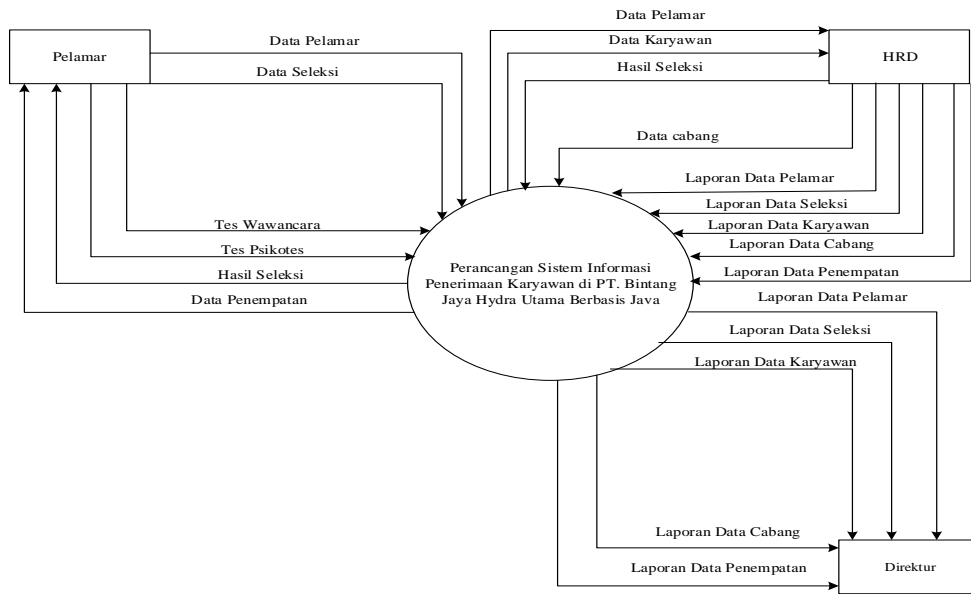 Data Pelamar
Pelamar
Data Pelamar
Data Karyawan
HRD
Data Seleksi
Hasil Seleksi
Data cabang
Laporan Data Pelamar
Laporan Data Seleksi
Tes Wawancara
Laporan Data Karyawan
Tes Psikotes
Laporan Data Cabang
Hasil Seleksi
Perancangan Sistem Informasi
Penerimaan Karyawan di PT. Bintang
Jaya Hydra Utama Berbasis Java
Laporan Data Penempatan
Data Penempatan
Laporan Data Pelamar
Laporan Data Seleksi
Laporan Data Karyawan
Laporan Data Cabang
Laporan Data Penempatan
Direktur